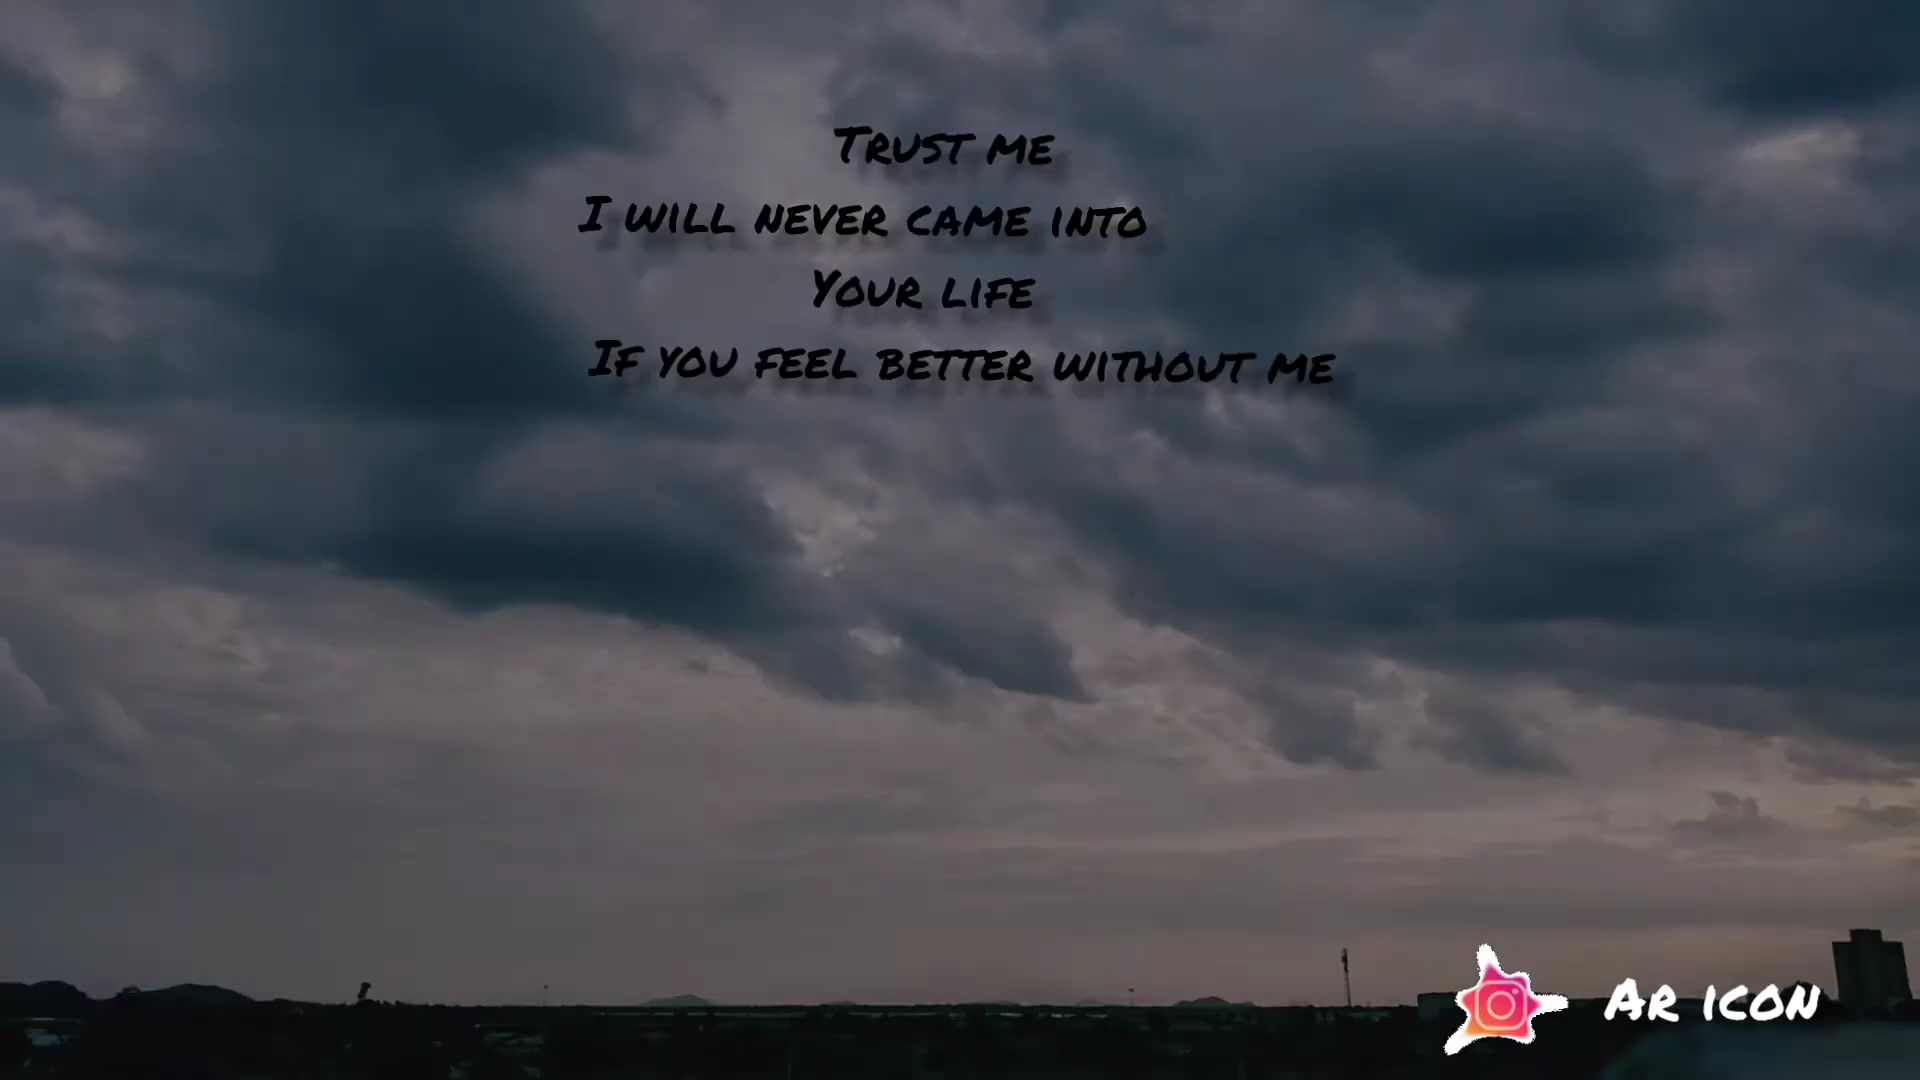 Trust me
I will never came into
Your life
If you feel better without me
Ar icon